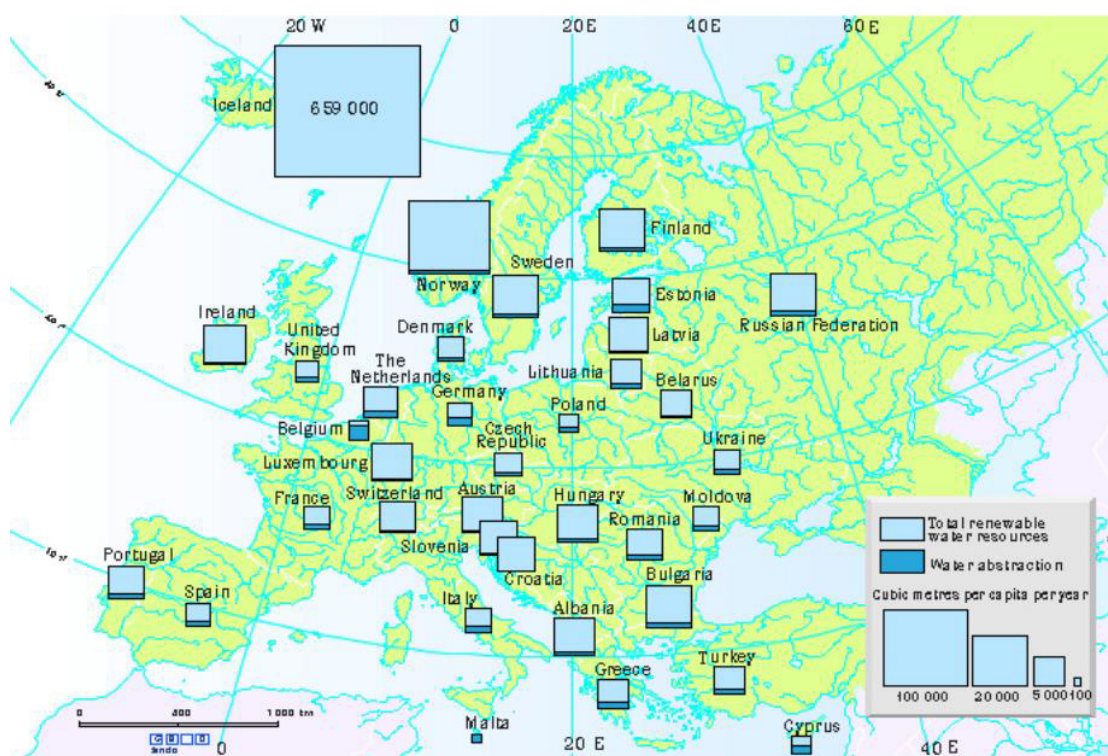 20 W
0
20 E
40 E
60 E
Iceland
659 000
Finland
Sweden
Norway
Estonia
Russian Federation
Ireland
United
Kingdom
Denmark
Latvia
The
Netherlands
Lithuania
Belarus
Germany
Poland
Belgium
Czech
Republic
Ukraine
Luxembourg
Switzerland
Austria
Hungary
Moldova
France
Romania
Slovenia
Croatia
Portugal
Spain
Italy
Albania
Bulgaria
Greece
Turkey
Malta
Cyprus
Total renewable
water resources
Water abstraction
Cubic metres per capita per year
100 000
20 000
5 000
100
0
1 000 km
0
20 E
40 E